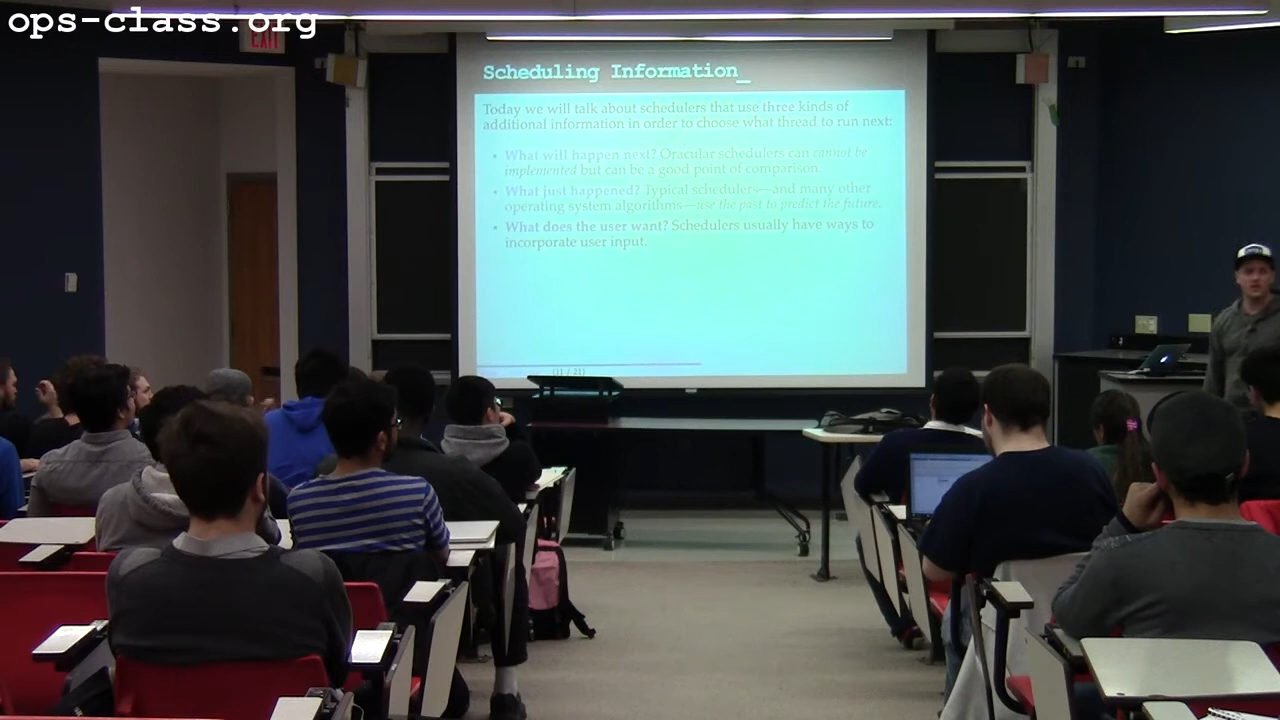 ops-class.org
EXIT
Scheduling Information_
Today we will talk about schedulers that use three kinds of
additional information in order to choose what thread to run next:
• What will happen next? Oracular schedulers can cannot be
implemented but can be a good point of comparison.
• What just happened? Typical schedulers—and many other
operating system algorithms—use the past to predict the future.
• What does the user want? Schedulers usually have ways to
incorporate user input.
(11 / 21)